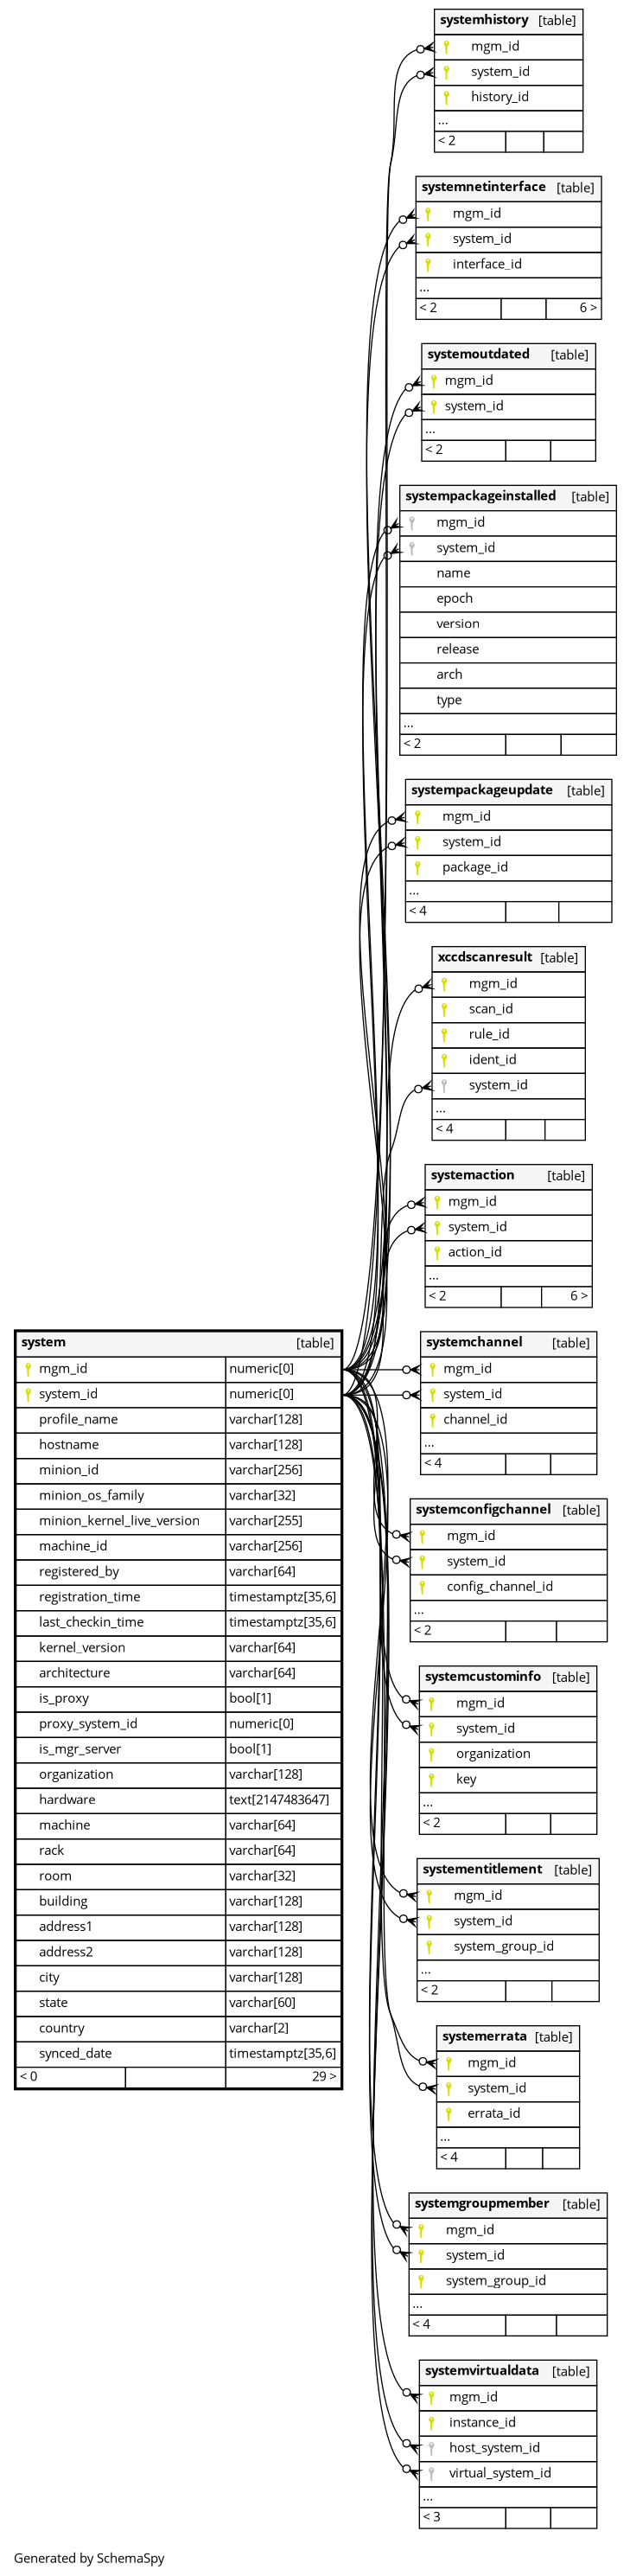 systemhistory [table]
mgm_id
system_id
history_id
...
< 2
systemnetinterface [table]
mgm_id
system_id
interface_id
...
< 2 6 >
systemoutdated [table]
mgm_id
system_id
...
< 2
systempackageinstalled [table]
mgm_id
system_id
name
epoch
version
release
arch
type
...
< 2
systempackageupdate [table]
mgm_id
system_id
package_id
...
< 4
xccdscanresult [table]
mgm_id
scan_id
rule_id
ident_id
system_id
...
< 4
systemaction [table]
mgm_id
system_id
action_id
...
< 2 6 >
system [table]
mgm_id numeric[0]
system_id numeric[0]
profile_name varchar[128]
hostname varchar[128]
minion_id varchar[256]
minion_os_family varchar[32]
minion_kernel_live_version varchar[255]
machine_id varchar[256]
registered_by varchar[64]
registration_time timestamptz[35,6]
last_checkin_time timestamptz[35,6]
kernel_version varchar[64]
architecture varchar[64]
is_proxy bool[1]
proxy_system_id numeric[0]
is_mgr_server bool[1]
organization varchar[128]
hardware text[2147483647]
machine varchar[64]
rack varchar[64]
room varchar[32]
building varchar[128]
address1 varchar[128]
address2 varchar[128]
city varchar[128]
state varchar[60]
country varchar[2]
synced_date timestamptz[35,6]
< 0 29 >
systemchannel [table]
mgm_id
system_id
channel_id
...
< 4
systemconfigchannel [table]
mgm_id
system_id
config_channel_id
...
< 2
systemcustominfo [table]
mgm_id
system_id
organization
key
...
< 2
systementitlement [table]
mgm_id
system_id
system_group_id
...
< 2
systemerrata [table]
mgm_id
system_id
errata_id
...
< 4
systemgroupmember [table]
mgm_id
system_id
system_group_id
...
< 4
systemvirtualdata [table]
mgm_id
instance_id
host_system_id
virtual_system_id
...
< 3
Generated by SchemaSpy